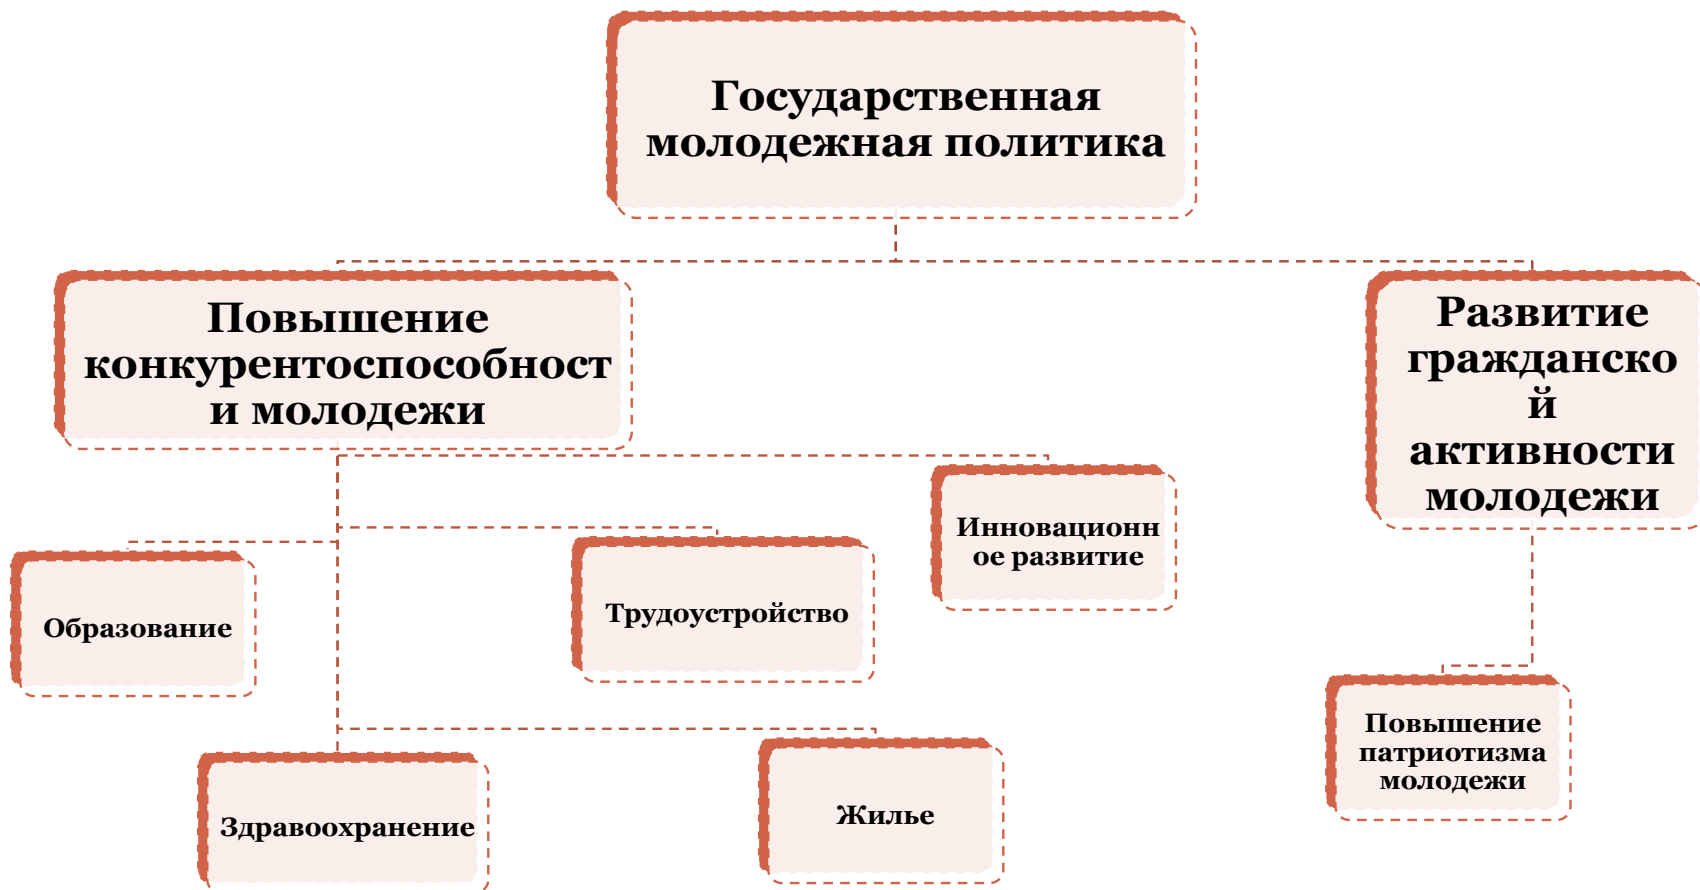 Государственная
молодежная политика
Повышение
конкурентоспособност
и молодежи
Развитие
гражданско
й
активности
молодежи
Инновационн
ое развитие
Образование
Трудоустройство
Повышение
патриотизма
молодежи
Здравоохранение
Жилье